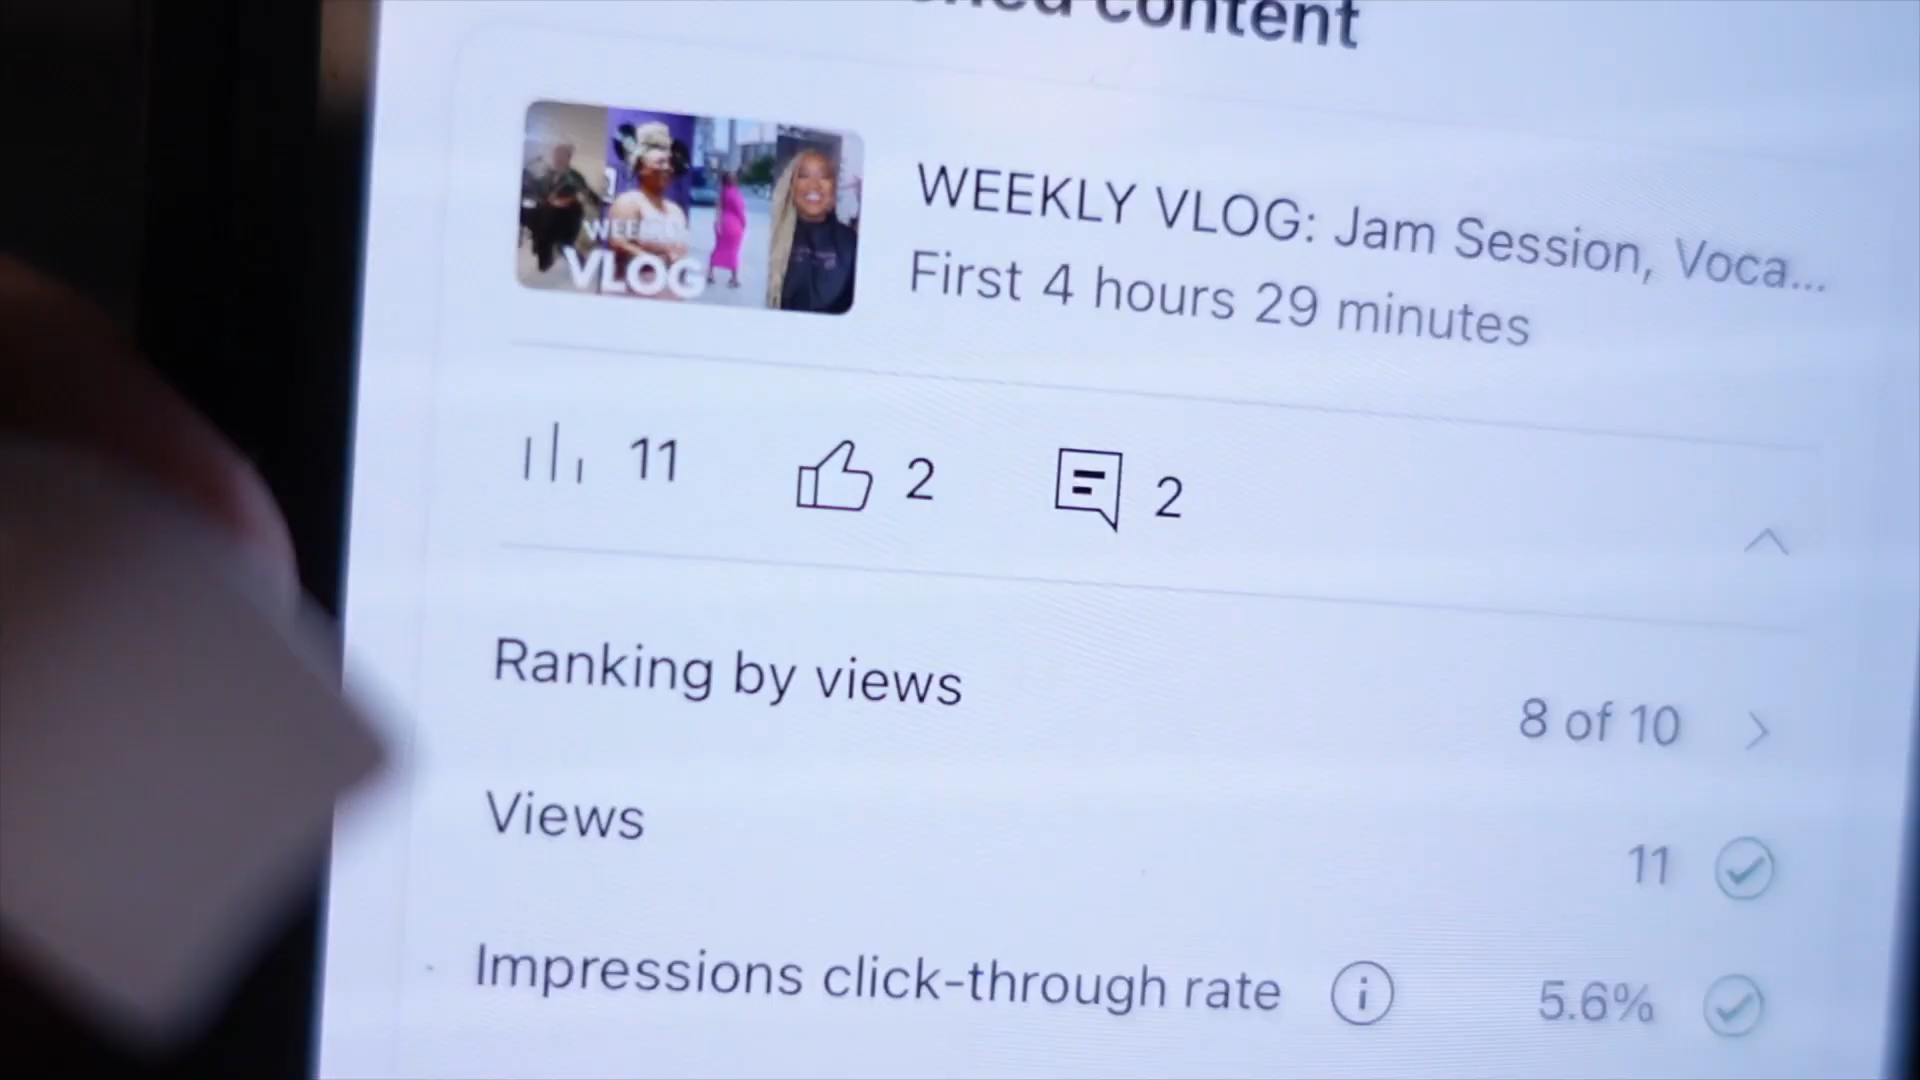 content
WEEKLY
VLOG
WEEKLY VLOG: Jam Session, Voca...
First 4 hours 29 minutes
11 2 2
Ranking by views 8 of 10
Views 11
Impressions click-through rate 5.6%